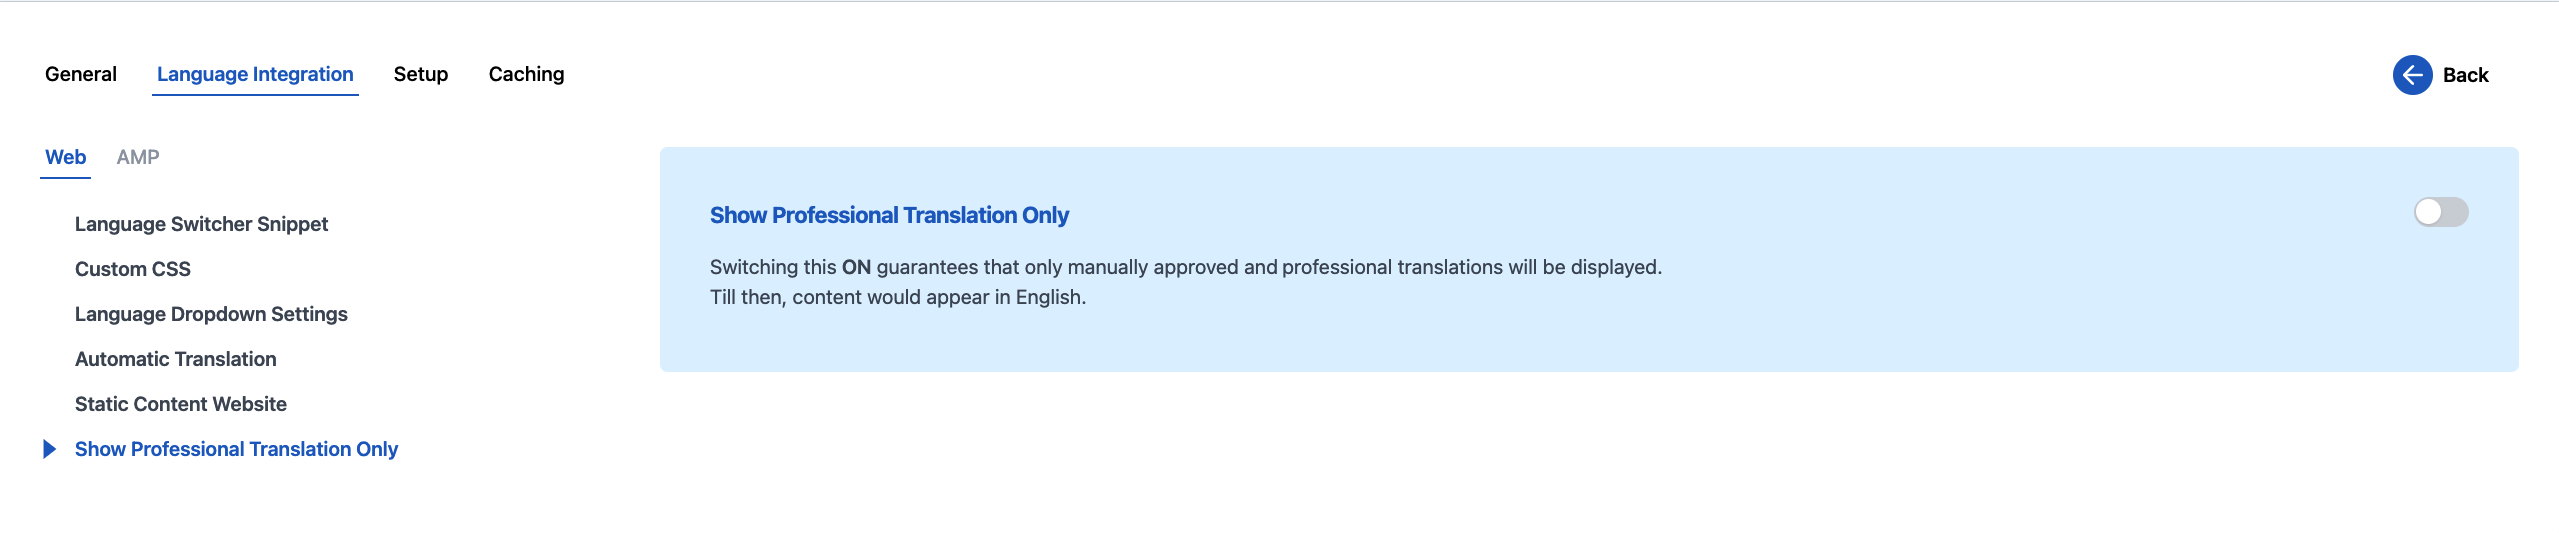 General Language Integration Setup Caching Back
Web AMP
Language Switcher Snippet
Custom CSS
Language Dropdown Settings
Automatic Translation
Static Content Website
Show Professional Translation Only
Show Professional Translation Only
Switching this ON guarantees that only manually approved and professional translations will be displayed.
Till then, content would appear in English.